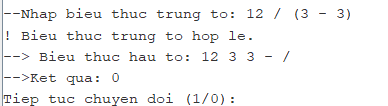 --Nhap bieu thuc trung to: 12 / (3 - 3)
! Bieu thuc trung to hop le.
--> Bieu thuc hau to: 12 3 3 - /
-->Ket qua: 0
Tiep tuc chuyen doi (1/0):